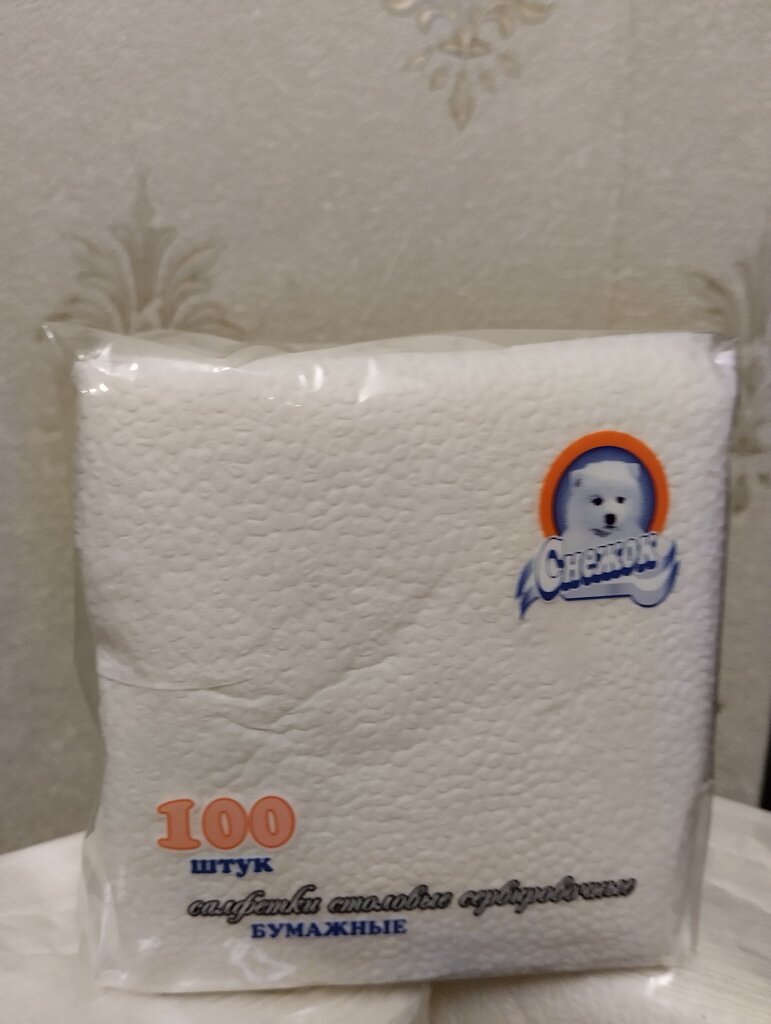 Снежок
100
штук
салфетки столовые сервировочные
БУМАЖНЫЕ